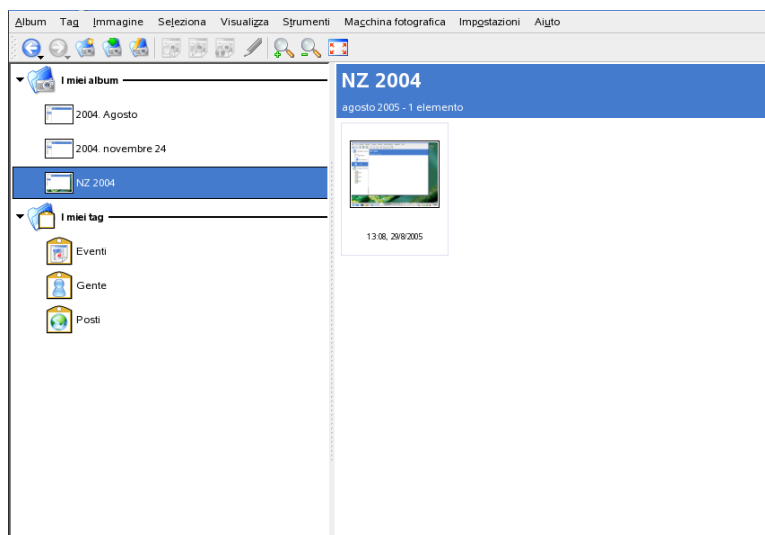 Album Tag Immagine Seleziona Visualizza Strumenti Macchina fotografica Impostazioni Aiuto
I miei album
2004. Agosto
2004. novembre 24
NZ 2004
I miei tag
Eventi
Gente
Posti
NZ 2004
agosto 2005 - 1 elemento
13:08, 29/8/2005